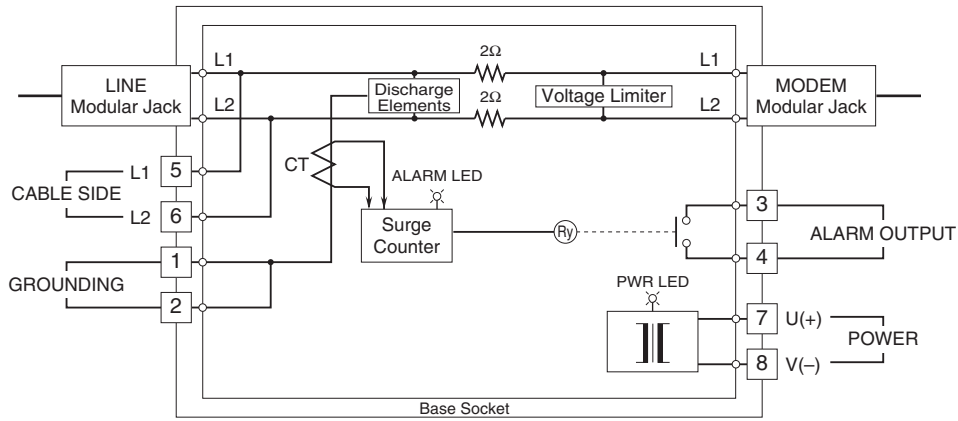 2Ω
L1
L1
LINE
Modular Jack
Discharge
Elements
Voltage Limiter
MODEM
Modular Jack
L2
2Ω
L2
CT
ALARM LED
L1
5
CABLE SIDE
L2
6
Surge
Counter
Ry
3
ALARM OUTPUT
4
1
GROUNDING
2
PWR LED
7
U(+)
POWER
8
V(–)
Base Socket